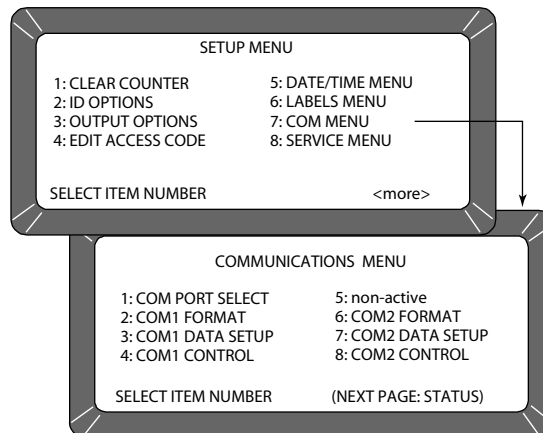 SETUP MENU
1: CLEAR COUNTER
2: ID OPTIONS
3: OUTPUT OPTIONS
4: EDIT ACCESS CODE
5: DATE/TIME MENU
6: LABELS MENU
7: COM MENU
8: SERVICE MENU
SELECT ITEM NUMBER <more>
COMMUNICATIONS MENU
1: COM PORT SELECT
2: COM1 FORMAT
3: COM1 DATA SETUP
4: COM1 CONTROL
5: non-active
6: COM2 FORMAT
7: COM2 DATA SETUP
8: COM2 CONTROL
SELECT ITEM NUMBER (NEXT PAGE: STATUS)